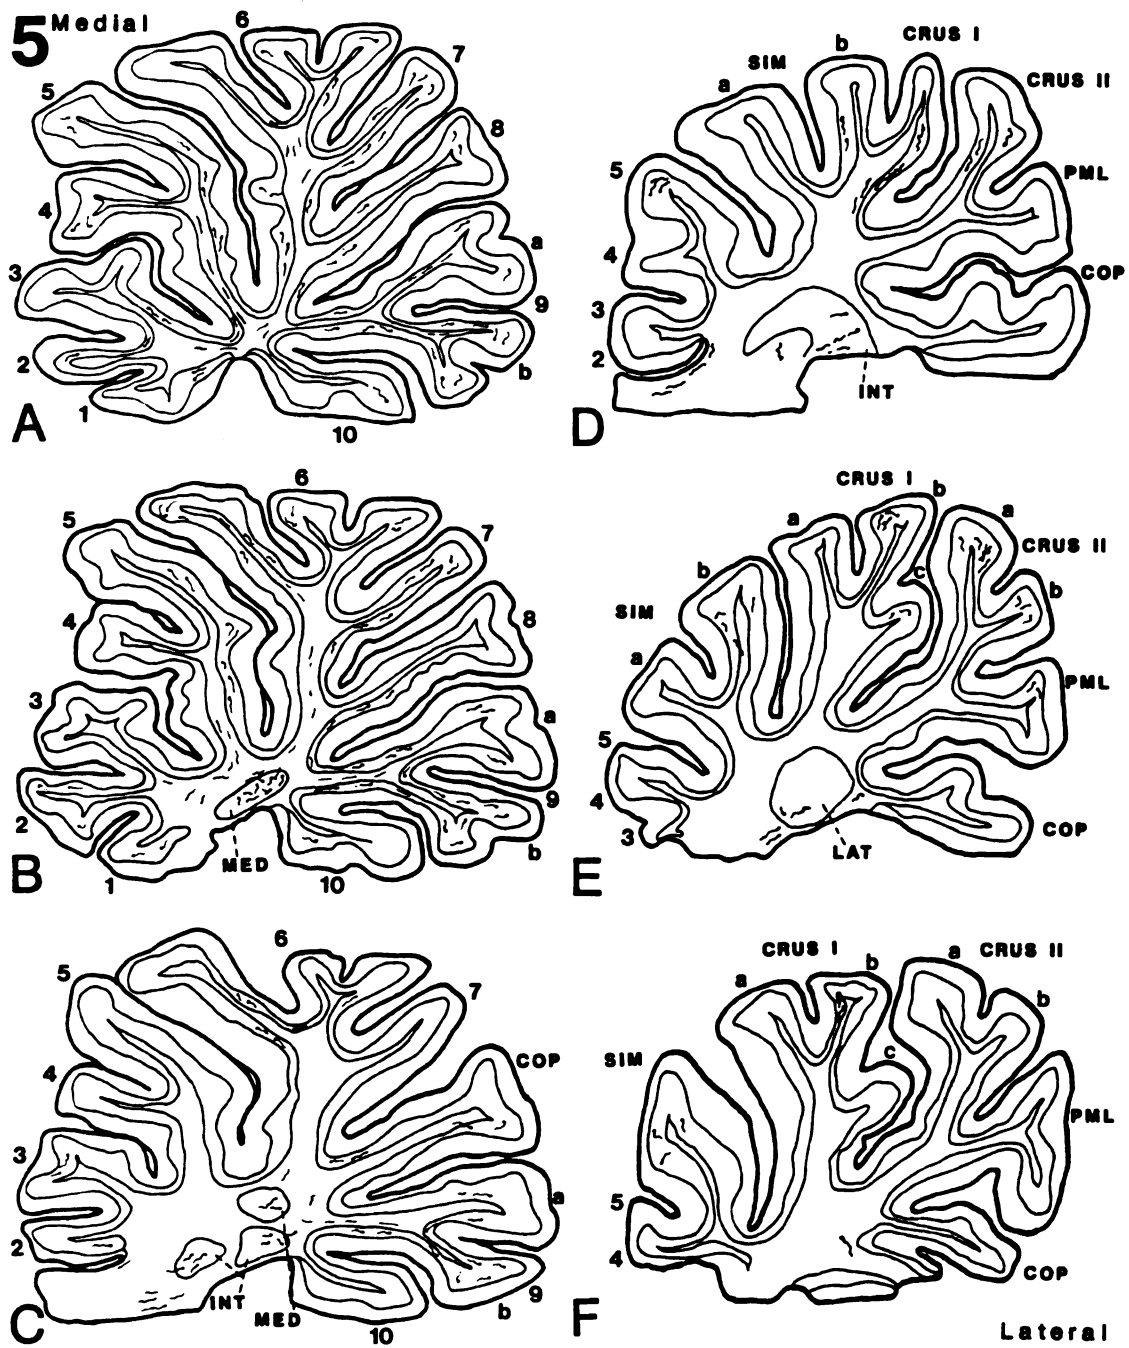 5 Medial
6
7
5
8
4
a
3
9
2
b
1
10
A
CRUS I
b
SIM
a
CRUS II
5
PML
4
COP
3
2
INT
D
6
5
7
4
8
3
a
2
9
b
MED
1
10
B
CRUS I
b
a
a
CRUS II
b
c
b
SIM
a
PML
5
4
3
COP
LAT
E
6
5
7
4
COP
3
a
2
9
INT
b
MED
10
C
CRUS I
a
CRUS II
b
a
b
c
SIM
PML
5
4
COP
F
Lateral